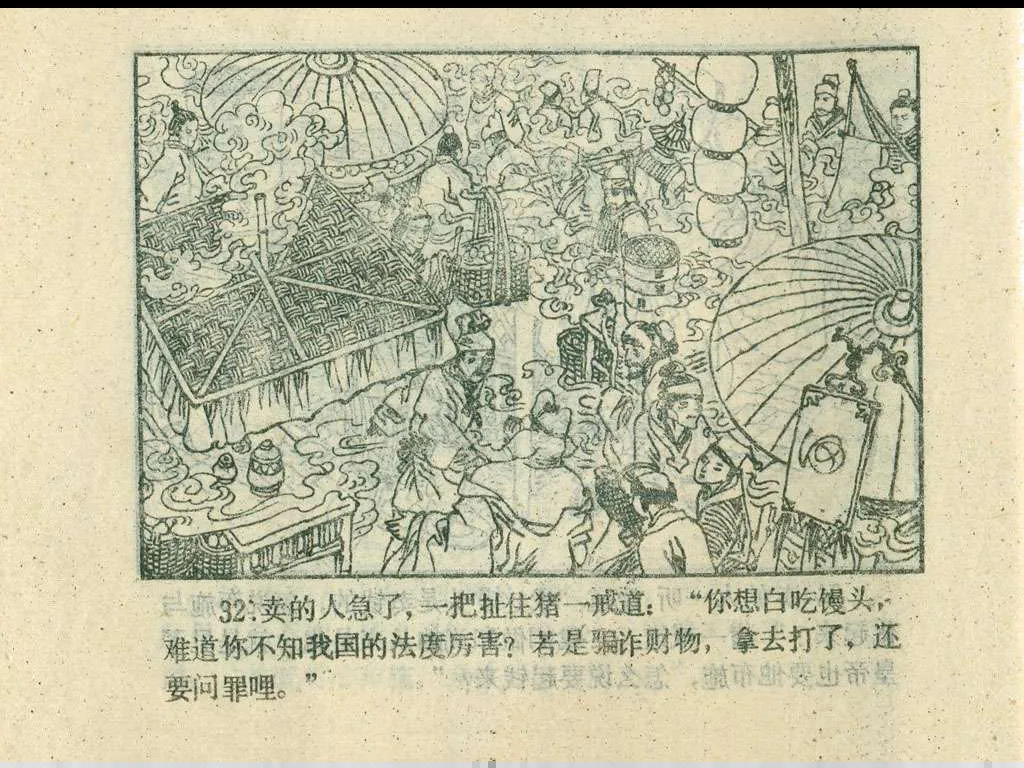 32.卖的人急了，一把扯住猪一戒道：“你想白吃馒头，
难道你不知我国的法度厉害？若是骗诈财物，拿去打了，还
要问罪哩。”